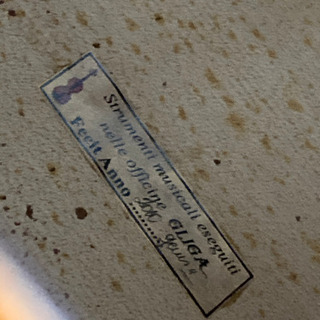 Strumenti musicali eseguiti
nelle officine GLIGA
Fecit Anno